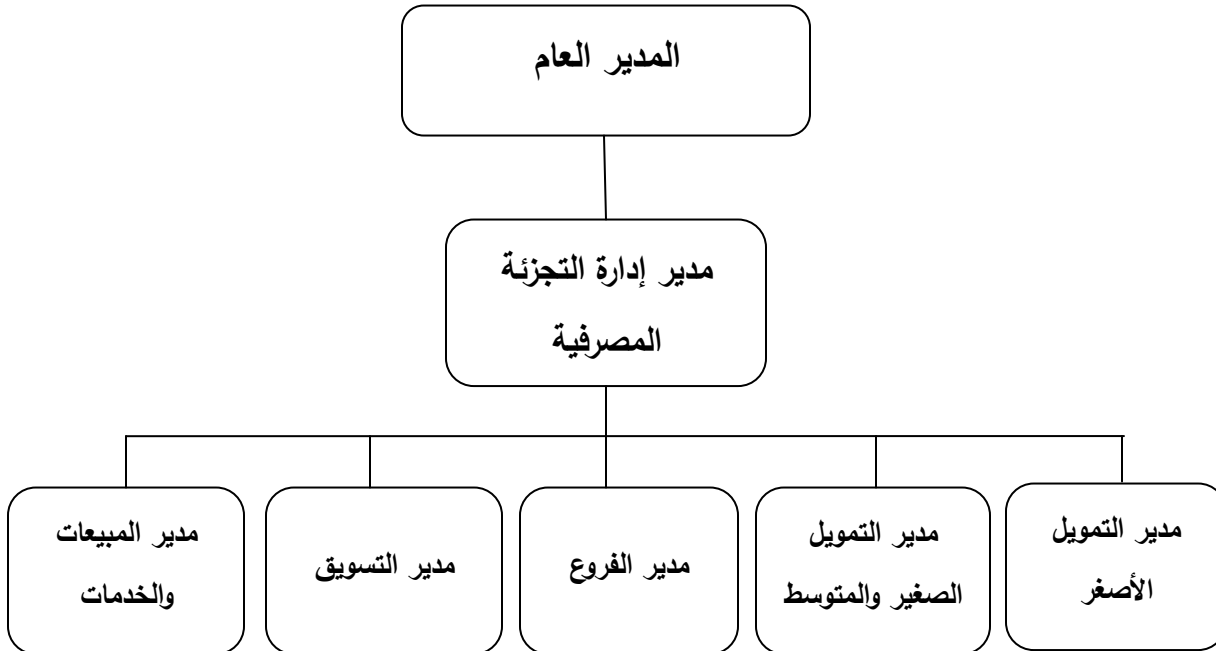 المدير العام
مدير إدارة التجزئة
المصرفية
مدير التمويل
الأصغر
مدير التمويل
الصغير والمتوسط
مدير الفروع
مدير التسويق
مدير المبيعات
والخدمات